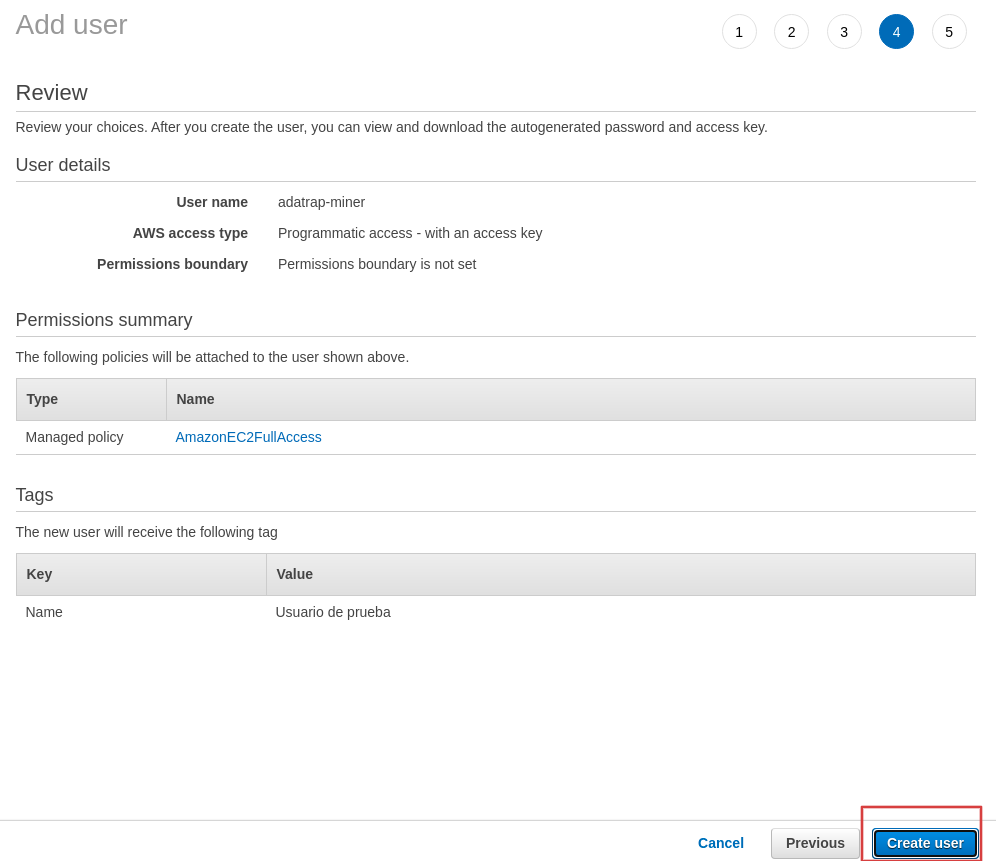 Add user
1 2 3 4 5
Review
Review your choices. After you create the user, you can view and download the autogenerated password and access key.
User details
User name adatrap-miner
AWS access type Programmatic access - with an access key
Permissions boundary Permissions boundary is not set
Permissions summary
The following policies will be attached to the user shown above.
Type Name
Managed policy AmazonEC2FullAccess
Tags
The new user will receive the following tag
Key Value
Name Usuario de prueba
Cancel Previous Create user